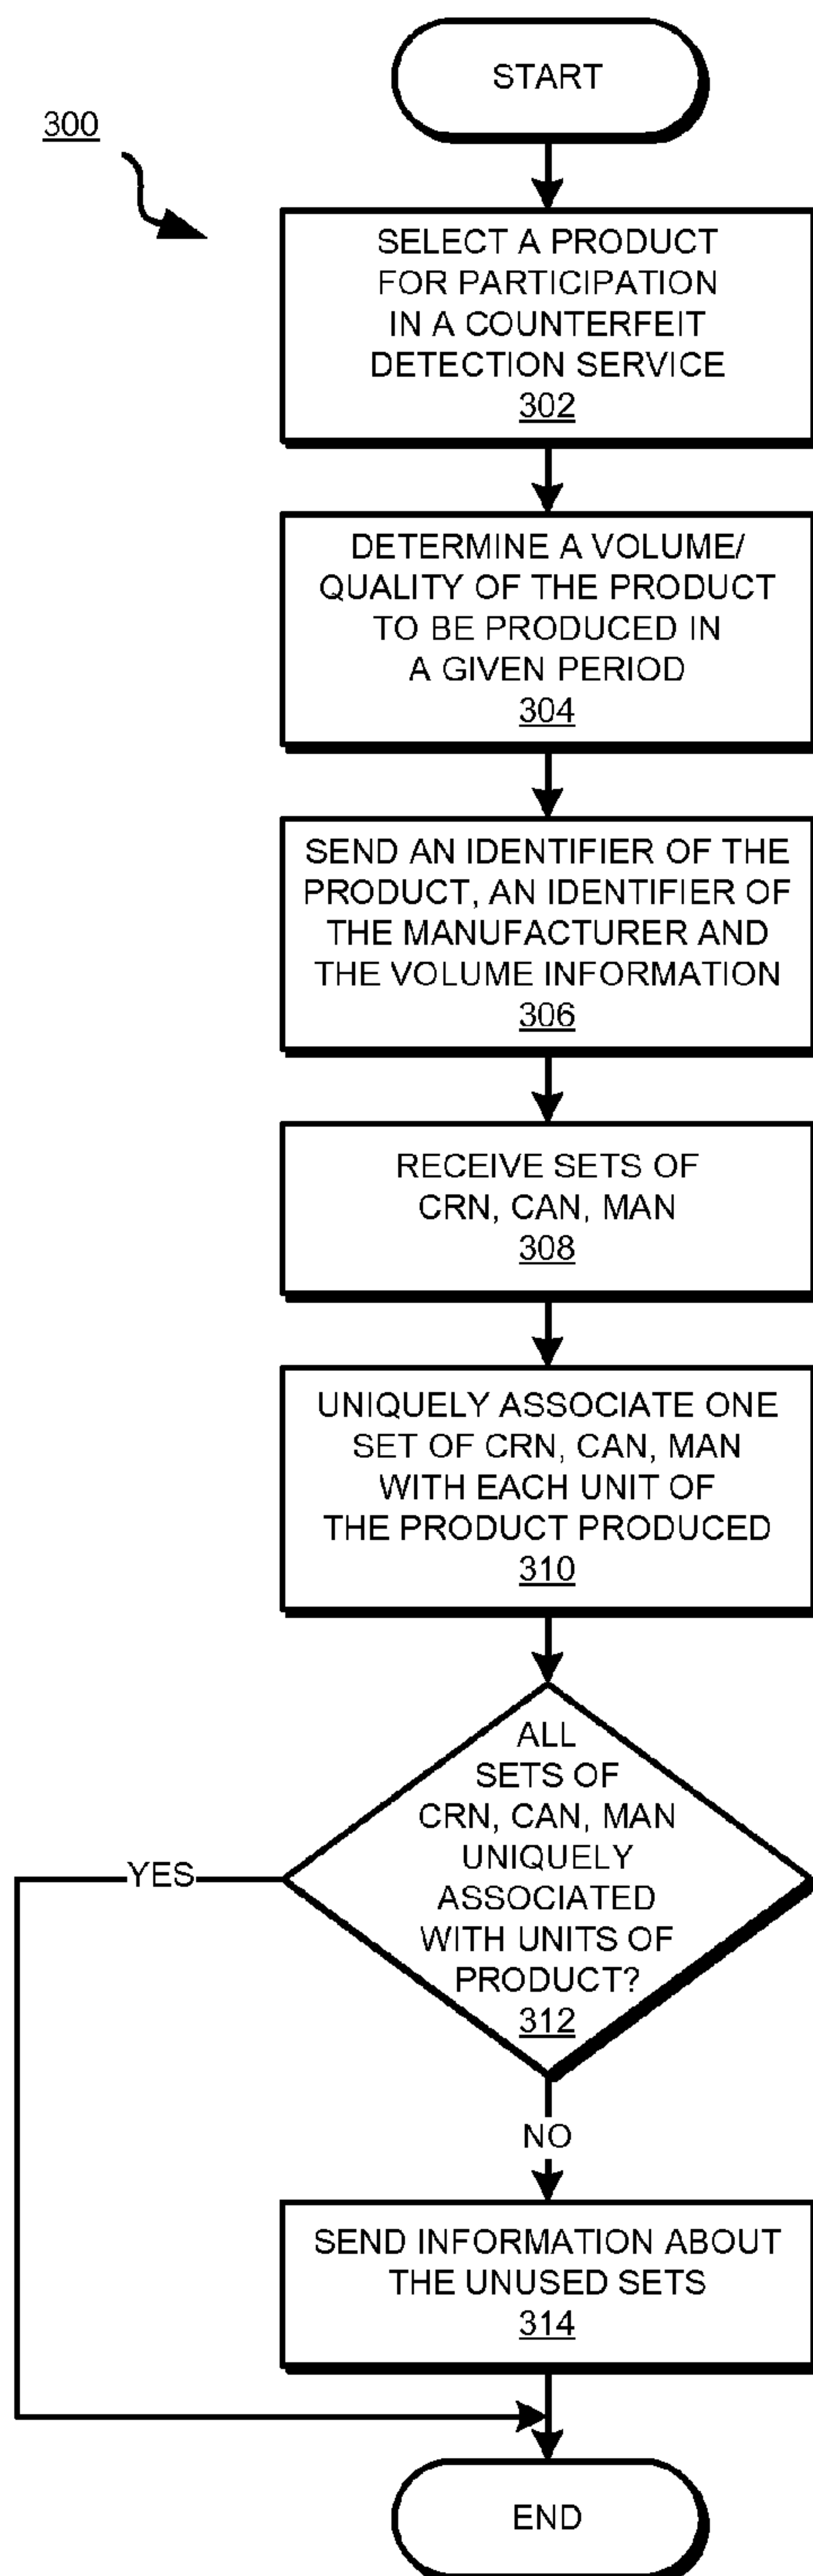 START
300
SELECT A PRODUCT
FOR PARTICIPATION
IN A COUNTERFEIT
DETECTION SERVICE
302
DETERMINE A VOLUME/
QUALITY OF THE PRODUCT
TO BE PRODUCED IN
A GIVEN PERIOD
304
SEND AN IDENTIFIER OF THE
PRODUCT, AN IDENTIFIER OF
THE MANUFACTURER AND
THE VOLUME INFORMATION
306
RECEIVE SETS OF
CRN, CAN, MAN
308
UNIQUELY ASSOCIATE ONE
SET OF CRN, CAN, MAN
WITH EACH UNIT OF
THE PRODUCT PRODUCED
310
ALL
SETS OF
CRN, CAN, MAN
UNIQUELY
ASSOCIATED
WITH UNITS OF
PRODUCT?
312
YES
NO
SEND INFORMATION ABOUT
THE UNUSED SETS
314
END